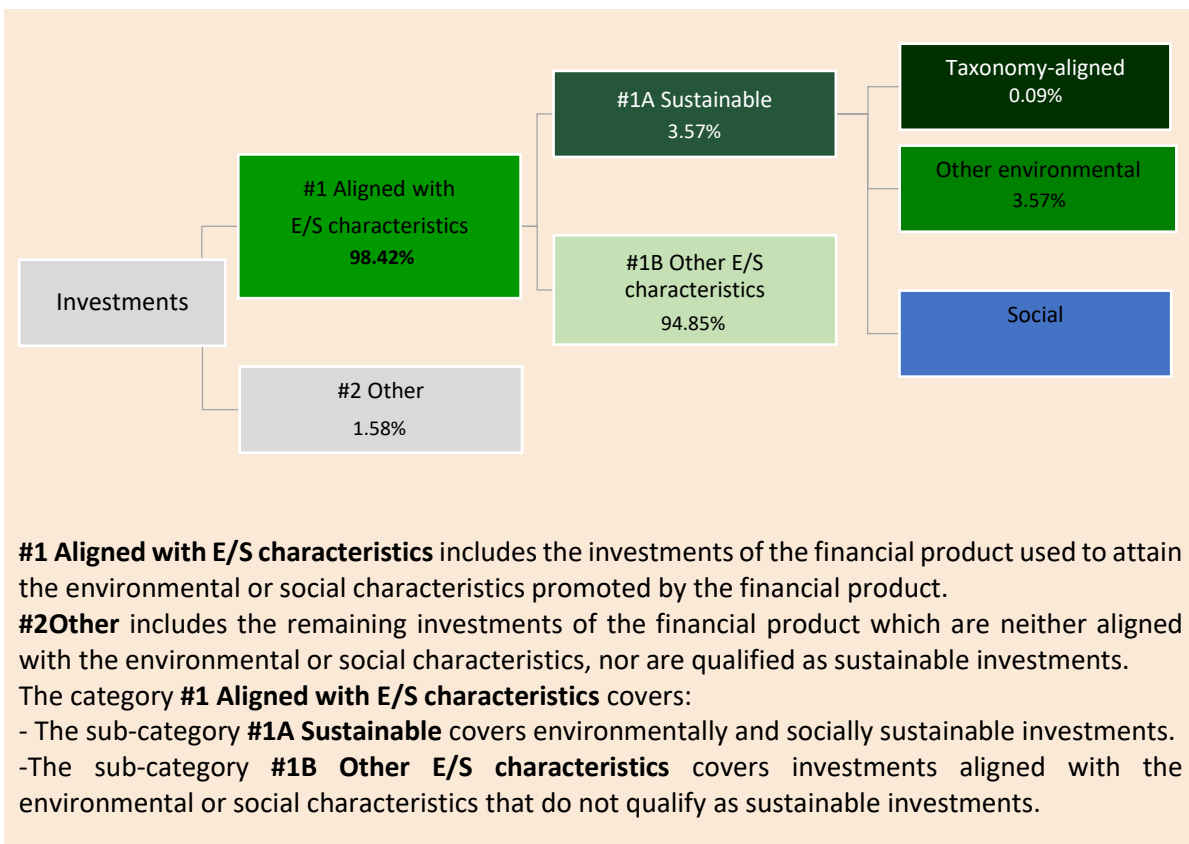 Investments
#1 Aligned with
E/S characteristics
98.42%
#2 Other
1.58%
#1A Sustainable
3.57%
#1B Other E/S
characteristics
94.85%
Taxonomy-aligned
0.09%
Other environmental
3.57%
Social
#1 Aligned with E/S characteristics includes the investments of the financial product used to attain
the environmental or social characteristics promoted by the financial product.
#2Other includes the remaining investments of the financial product which are neither aligned
with the environmental or social characteristics, nor are qualified as sustainable investments.
The category #1 Aligned with E/S characteristics covers:
- The sub-category #1A Sustainable covers environmentally and socially sustainable investments.
-The sub-category #1B Other E/S characteristics covers investments aligned with the
environmental or social characteristics that do not qualify as sustainable investments.